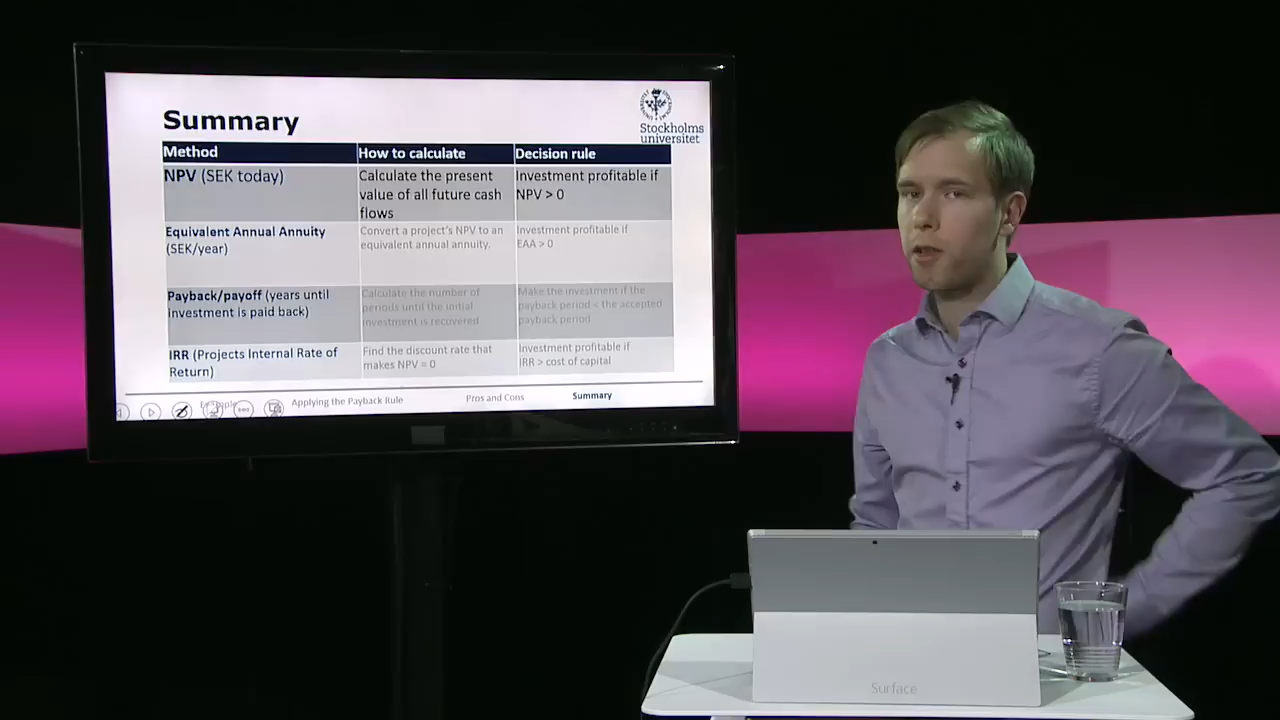 Summary
Stockholms
universitet
Method
How to calculate
Decision rule
NPV (SEK today)
Calculate the present
value of all future cash
flows
Investment profitable if
NPV > 0
Equivalent Annual Annuity
(SEK/year)
Convert a project's NPV to an
equivalent annual annuity.
Investment profitable if
EAA > 0
Payback/payoff (years until
investment is paid back)
Calculate the number of
periods until the initial
investment is recovered
Make the investment if the
payback period < the accepted
payback period
IRR (Projects Internal Rate of
Return)
Find the discount rate that
makes NPV = 0
Investment profitable if
IRR > cost of capital
Applying the Payback Rule
Pros and Cons
Summary
Surface